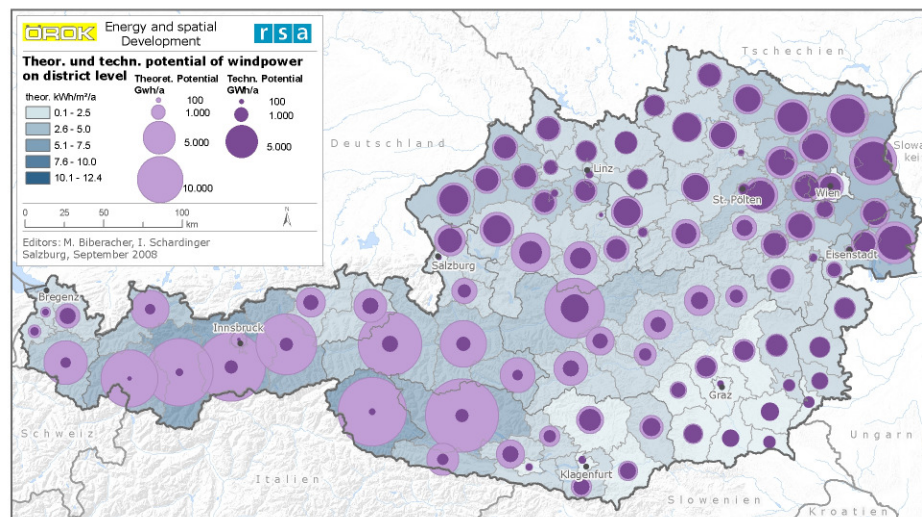 ÖROK
Energy and spatial
Development
rsa
Theor. und techn. potential of windpower
on district level
theor. kWh/m²/a
0.1 - 2.5
2.6 - 5.0
5.1 - 7.5
7.6 - 10.0
10.1 - 12.4
Theoret. Potential
Gwh/a
100
1.000
5.000
10.000
Techn. Potential
GWh/a
100
1.000
5.000
0 25 50 100
km
N
Editors: M. Biberacher, I. Schardinger
Salzburg, September 2008
Tschechien
Deutschland
Slowa
kei
Linz
St. Pölten
Wien
Salzburg
Eisenstadt
Bregenz
Innsbruck
Graz
Schweiz
Ungarn
Klagenfurt
Italien
Slowenien
Kroatien